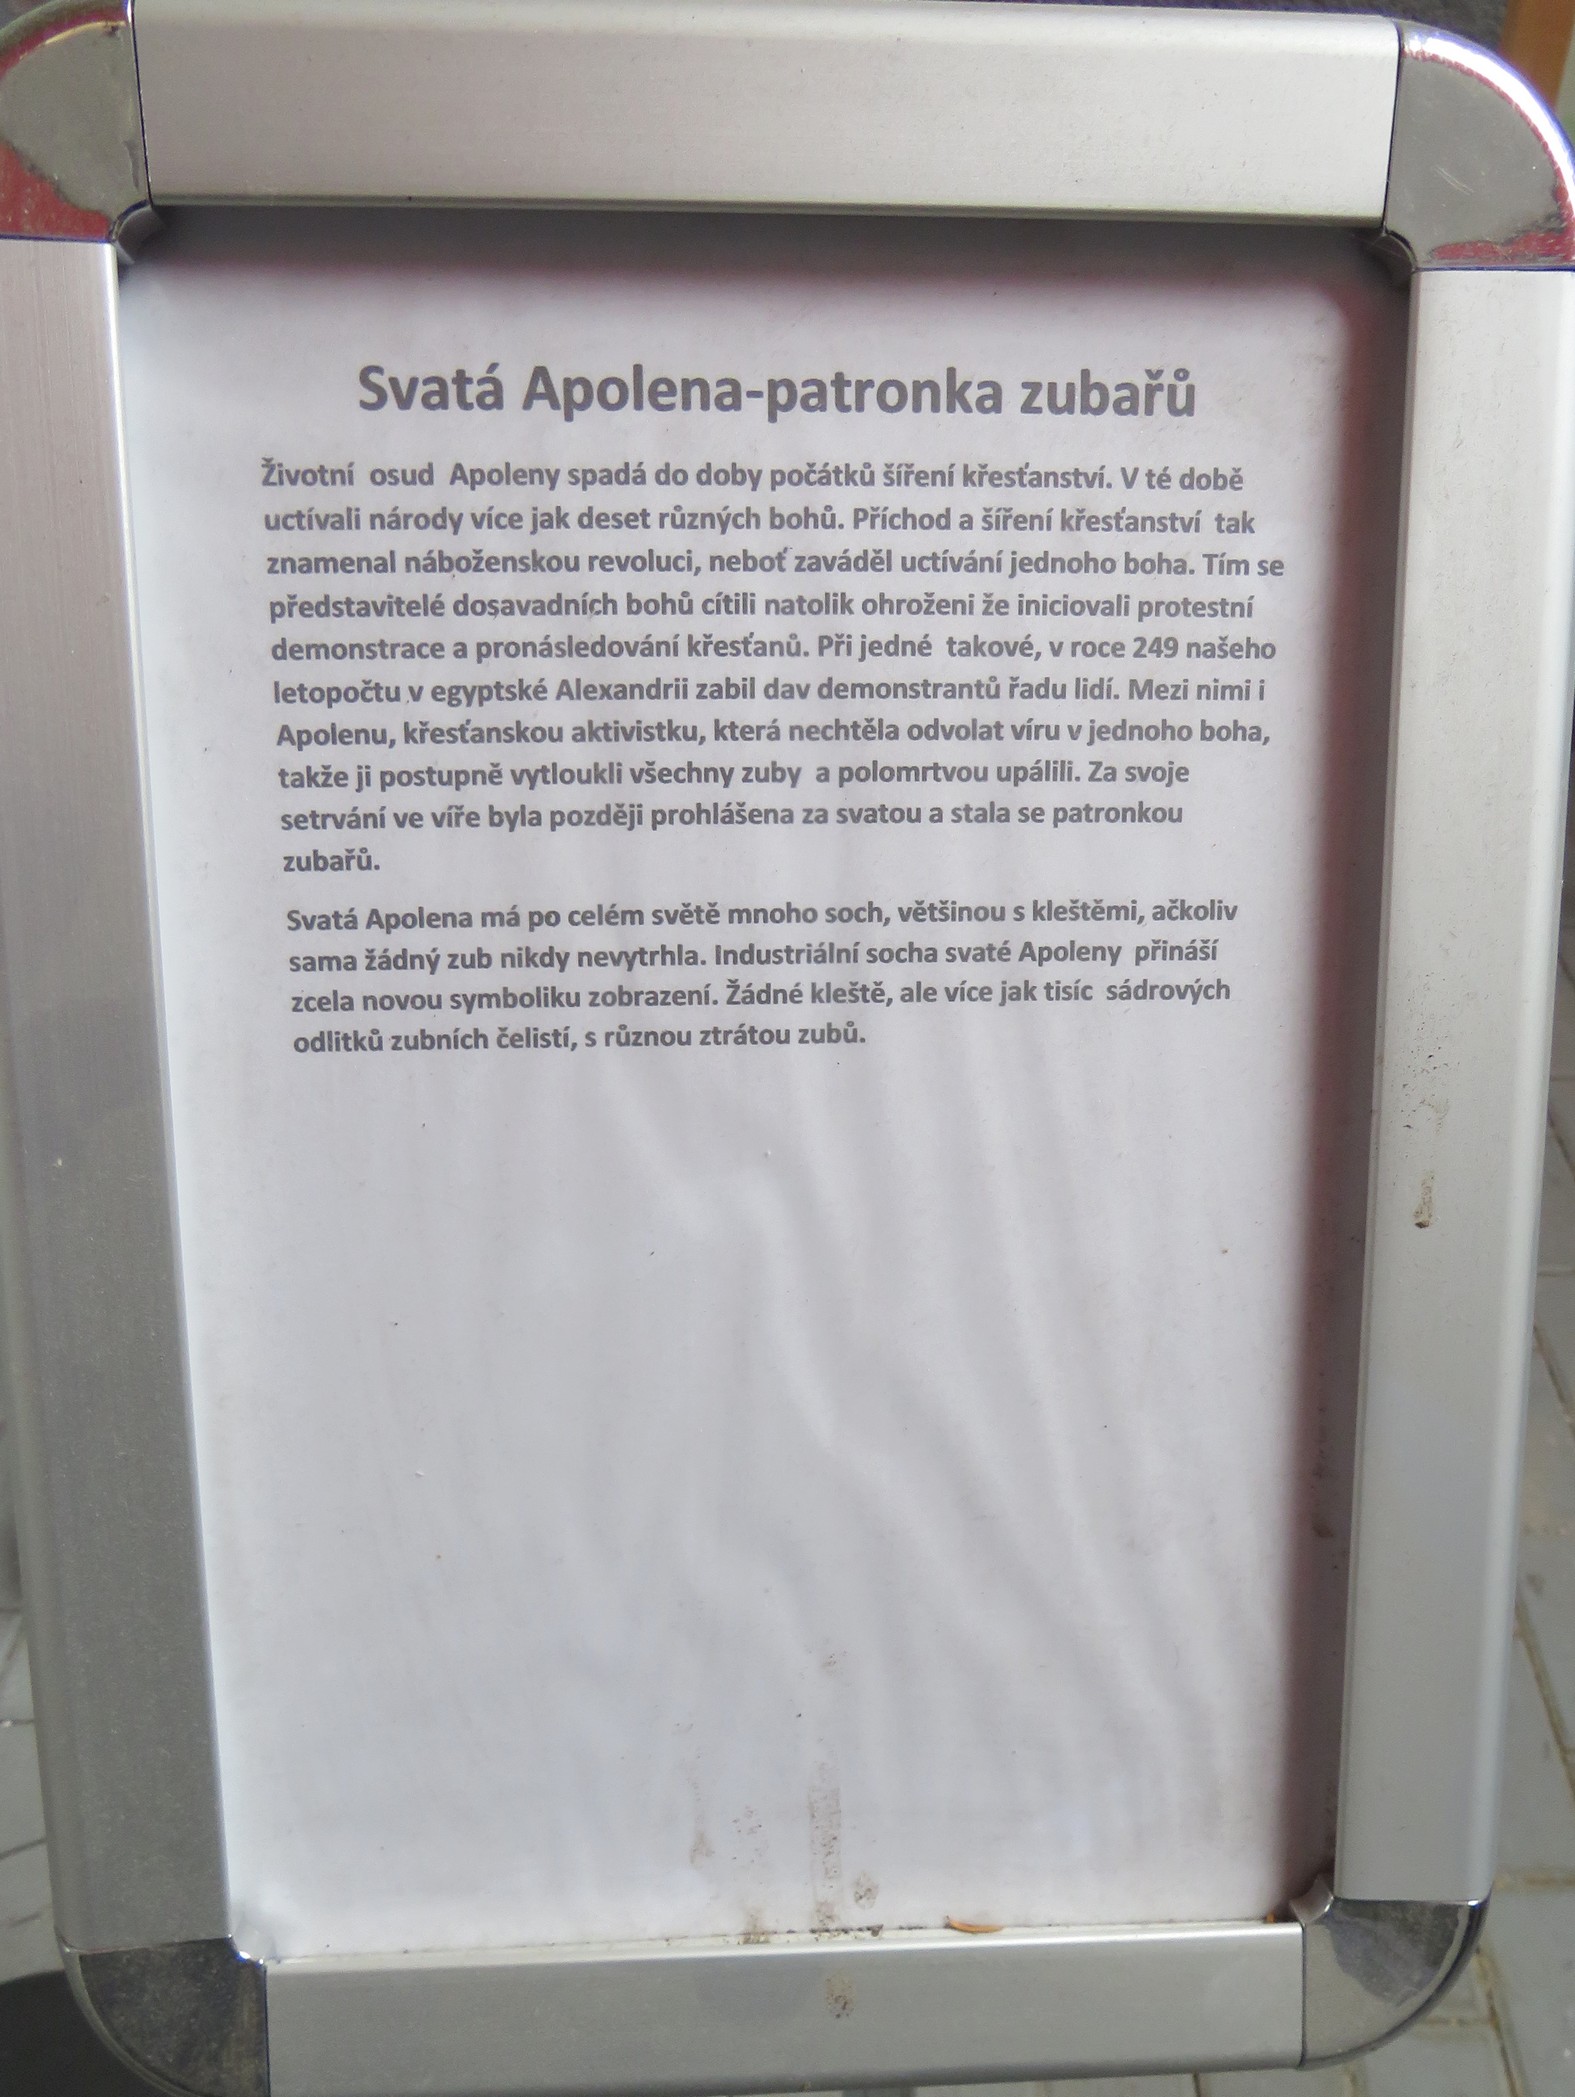 Svatá Apolena-patronka zubařů
Životní osud Apoleny spadá do doby počátků šíření křesťanství. V té době
uctívali národy více jak deset různých bohů. Příchod a šíření křesťanství tak
znamenal náboženskou revoluci, neboť zaváděl uctívání jednoho boha. Tím se
představitelé dosavadních bohů cítili natolik ohroženi že iniciovali protestní
demonstrace a pronásledování křesťanů. Při jedné takové, v roce 249 našeho
letopočtu v egyptské Alexandrii zabil dav demonstrantů řadu lidí. Mezi nimi i
Apolenu, křesťanskou aktivistku, která nechtěla odvolat víru v jednoho boha,
takže ji postupně vytloukli všechny zuby a polomrtvou upálili. Za svoje
setrvání ve víře byla později prohlášena za svatou a stala se patronkou
zubařů.
Svatá Apolena má po celém světě mnoho soch, většinou s kleštěmi, ačkoliv
sama žádný zub nikdy nevytrhla. Industriální socha svaté Apoleny přináší
zcela novou symboliku zobrazení. Žádné kleště, ale více jak tisíc sádrových
odlitků zubních čelistí, s různou ztrátou zubů.